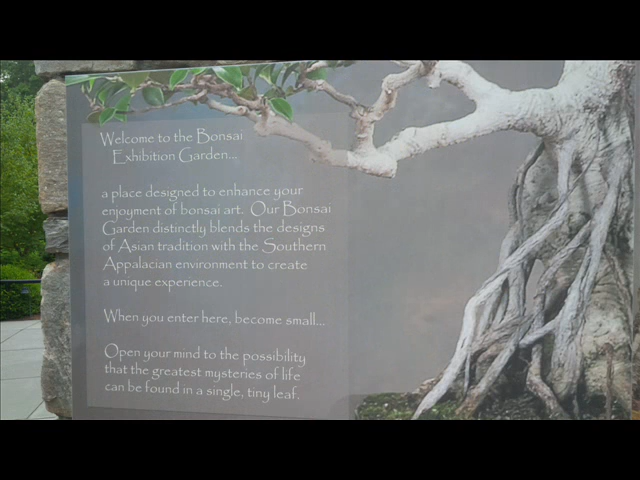 Welcome to the Bonsai
Exhibition Garden...
a place designed to enhance your
enjoyment of bonsai art. Our Bonsai
Garden distinctly blends the designs
of Asian tradition with the Southern
Appalacian environment to create
a unique experience.
When you enter here, become small...
Open your mind to the possibility
that the greatest mysteries of life
can be found in a single, tiny leaf.